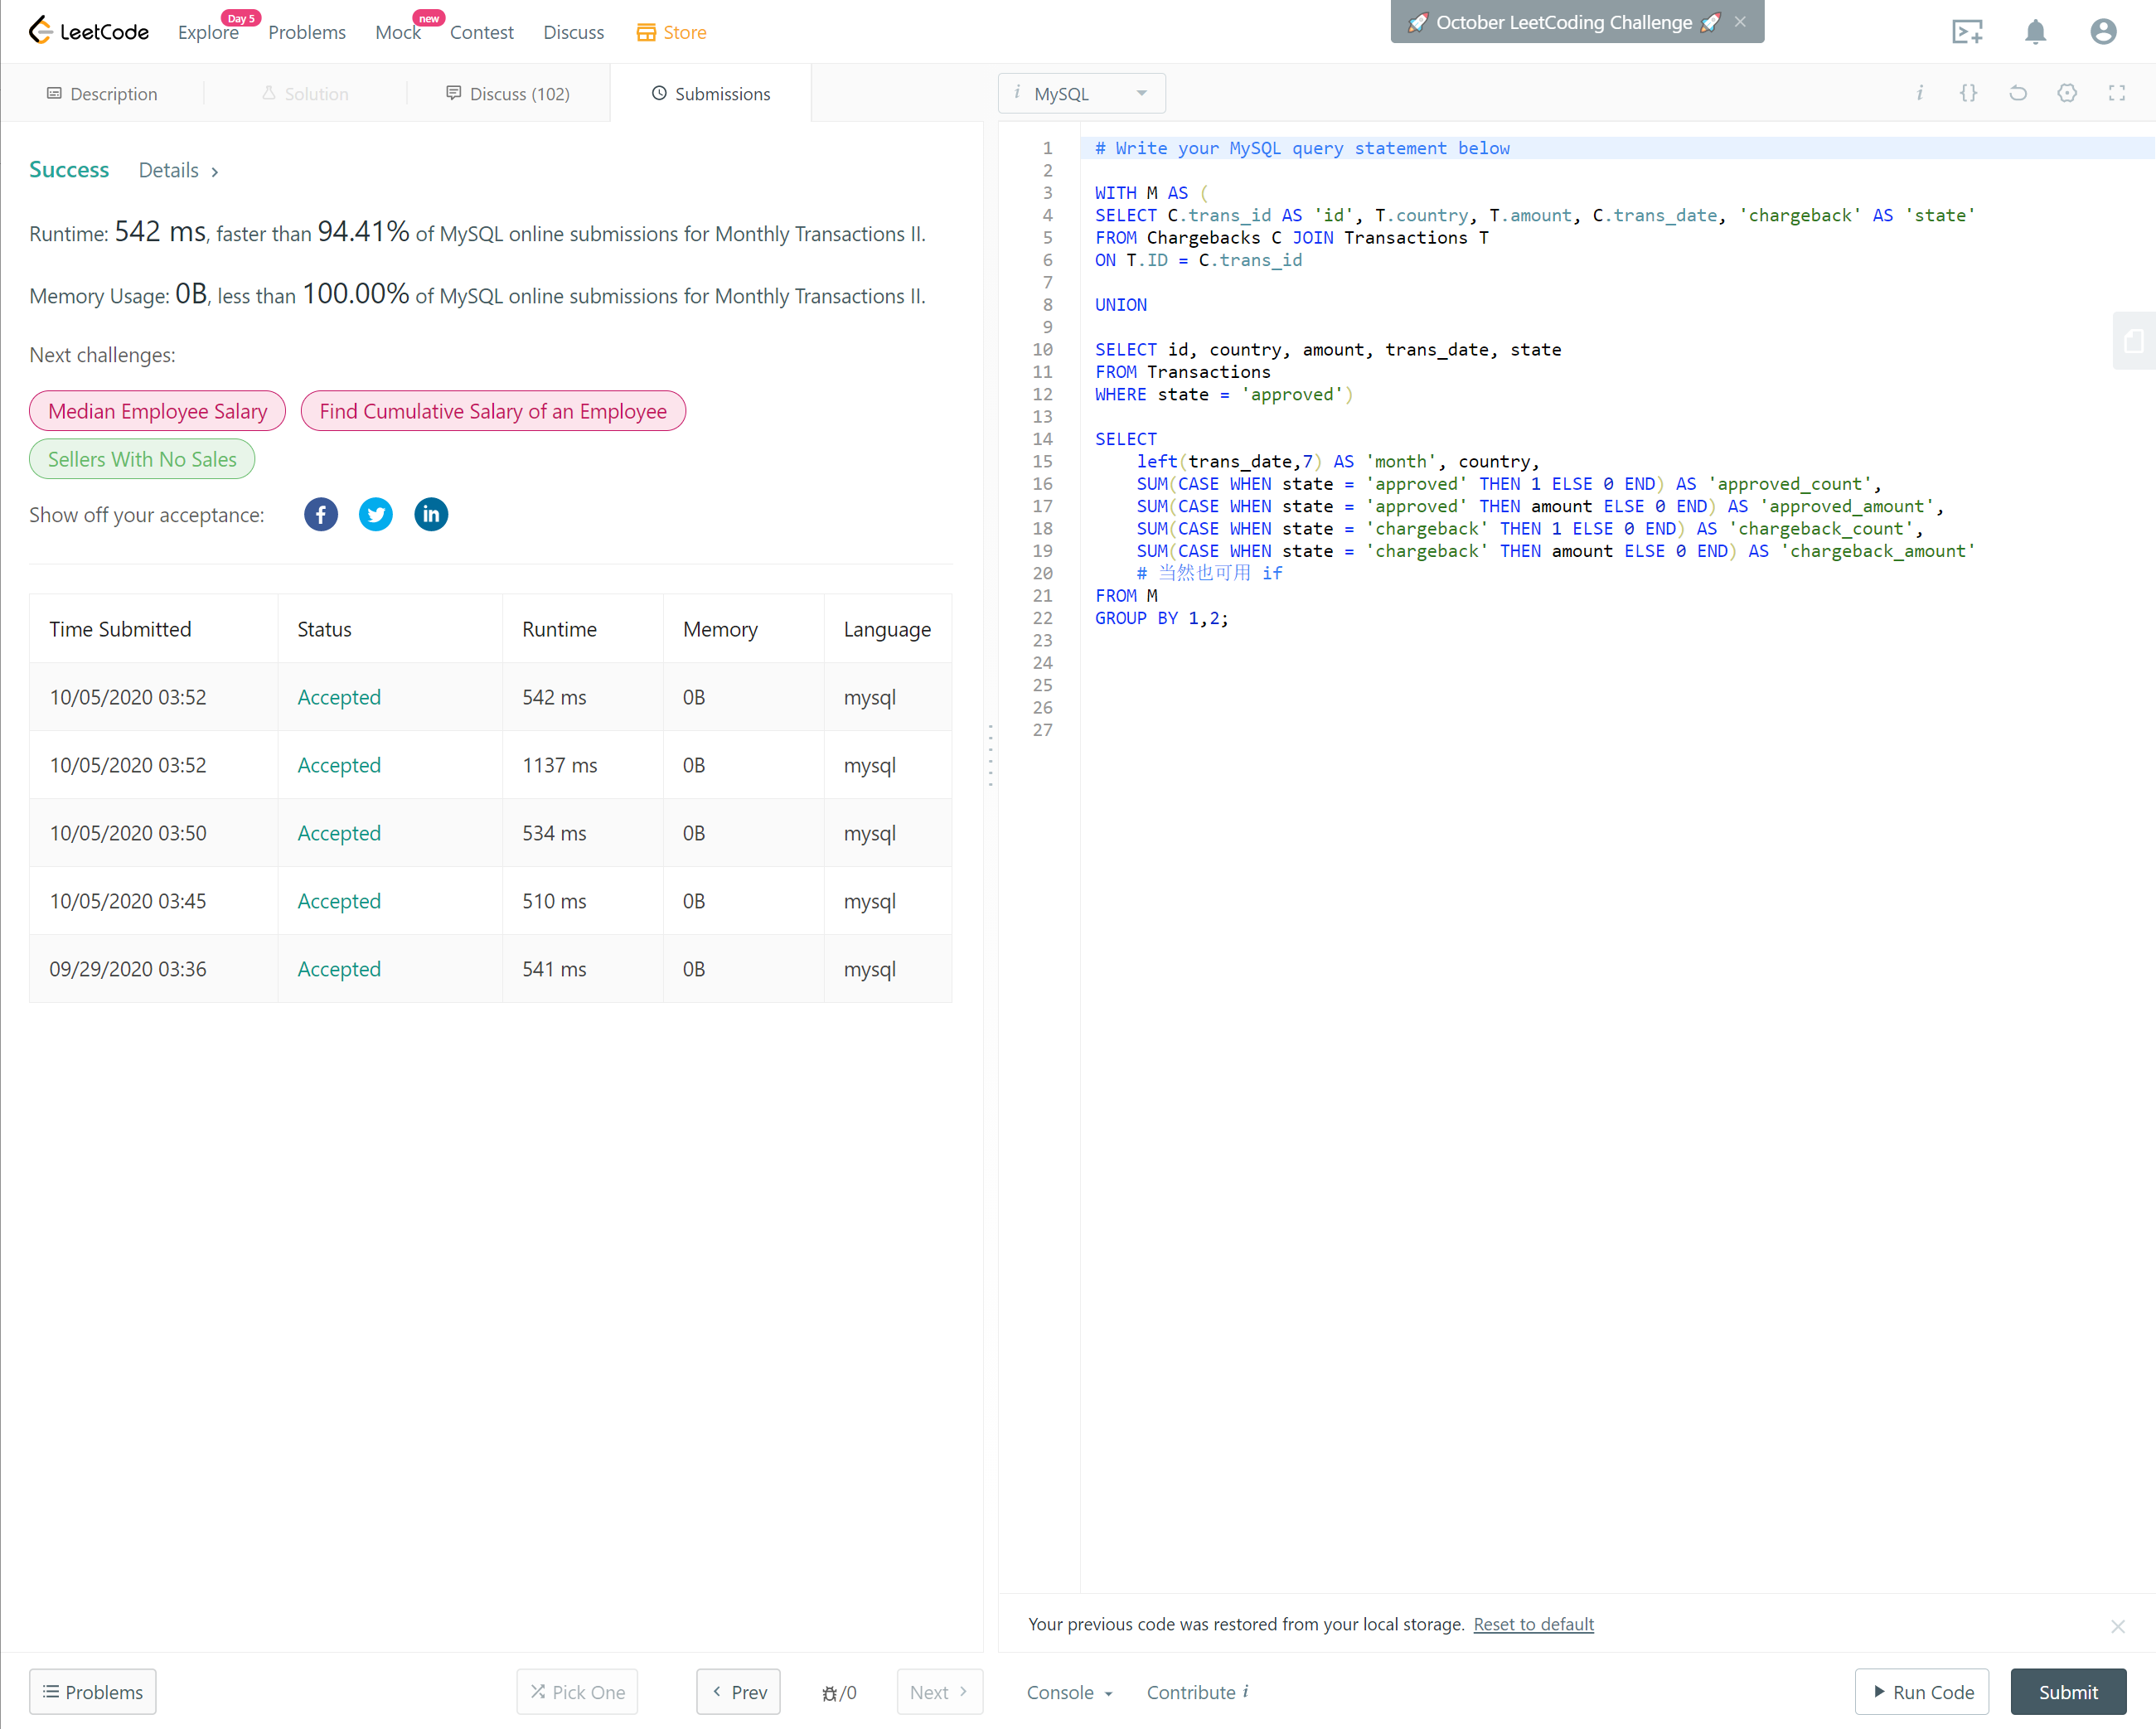 LeetCode Explore Day 5 Problems Mock new Contest Discuss Store
🚀 October LeetCoding Challenge 🚀 ×
Description Solution Discuss (102) Submissions
Success Details >
Runtime: 542 ms, faster than 94.41% of MySQL online submissions for Monthly Transactions II.
Memory Usage: 0B, less than 100.00% of MySQL online submissions for Monthly Transactions II.
Next challenges:
Median Employee Salary Find Cumulative Salary of an Employee
Sellers With No Sales
Show off your acceptance: f in
Time Submitted Status Runtime Memory Language
10/05/2020 03:52 Accepted 542 ms 0B mysql
10/05/2020 03:52 Accepted 1137 ms 0B mysql
10/05/2020 03:50 Accepted 534 ms 0B mysql
10/05/2020 03:45 Accepted 510 ms 0B mysql
09/29/2020 03:36 Accepted 541 ms 0B mysql
Problems Pick One < Prev /0 Next >
i MySQL i {}
1 # Write your MySQL query statement below
2
3 WITH M AS (
4 SELECT C.trans_id AS 'id', T.country, T.amount, C.trans_date, 'chargeback' AS 'state'
5 FROM Chargebacks C JOIN Transactions T
6 ON T.ID = C.trans_id
7
8 UNION
9
10 SELECT id, country, amount, trans_date, state
11 FROM Transactions
12 WHERE state = 'approved')
13
14 SELECT
15 left(trans_date,7) AS 'month', country,
16 SUM(CASE WHEN state = 'approved' THEN 1 ELSE 0 END) AS 'approved_count',
17 SUM(CASE WHEN state = 'approved' THEN amount ELSE 0 END) AS 'approved_amount',
18 SUM(CASE WHEN state = 'chargeback' THEN 1 ELSE 0 END) AS 'chargeback_count',
19 SUM(CASE WHEN state = 'chargeback' THEN amount ELSE 0 END) AS 'chargeback_amount'
20 # 当然也可用 if
21 FROM M
22 GROUP BY 1,2;
23
24
25
26
27
Your previous code was restored from your local storage. Reset to default
Console Contribute i Run Code Submit